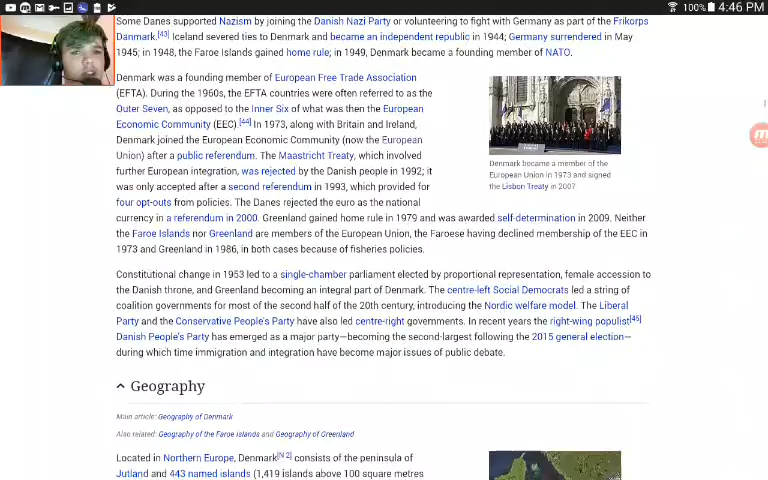 100% 4:46 PM
Some Danes supported Nazism by joining the Danish Nazi Party or volunteering to fight with Germany as part of the Frikorps
Danmark.[43] Iceland severed ties to Denmark and became an independent republic in 1944; Germany surrendered in May
1945; in 1948, the Faroe Islands gained home rule; in 1949, Denmark became a founding member of NATO.
Denmark was a founding member of European Free Trade Association
(EFTA). During the 1960s, the EFTA countries were often referred to as the
Outer Seven, as opposed to the Inner Six of what was then the European
Economic Community (EEC).[44] In 1973, along with Britain and Ireland,
Denmark joined the European Economic Community (now the European
Union) after a public referendum. The Maastricht Treaty, which involved
further European integration, was rejected by the Danish people in 1992; it
was only accepted after a second referendum in 1993, which provided for
four opt-outs from policies. The Danes rejected the euro as the national
currency in a referendum in 2000. Greenland gained home rule in 1979 and was awarded self-determination in 2009. Neither
the Faroe Islands nor Greenland are members of the European Union, the Faroese having declined membership of the EEC in
1973 and Greenland in 1986, in both cases because of fisheries policies.
Denmark became a member of the
European Union in 1973 and signed
the Lisbon Treaty in 2007
Constitutional change in 1953 led to a single-chamber parliament elected by proportional representation, female accession to
the Danish throne, and Greenland becoming an integral part of Denmark. The centre-left Social Democrats led a string of
coalition governments for most of the second half of the 20th century, introducing the Nordic welfare model. The Liberal
Party and the Conservative People's Party have also led centre-right governments. In recent years the right-wing populist[45]
Danish People's Party has emerged as a major party—becoming the second-largest following the 2015 general election—
during which time immigration and integration have become major issues of public debate.
Geography
Main article: Geography of Denmark
Also related: Geography of the Faroe islands and Geography of Greenland
Located in Northern Europe, Denmark[N 2] consists of the peninsula of
Jutland and 443 named islands (1,419 islands above 100 square metres